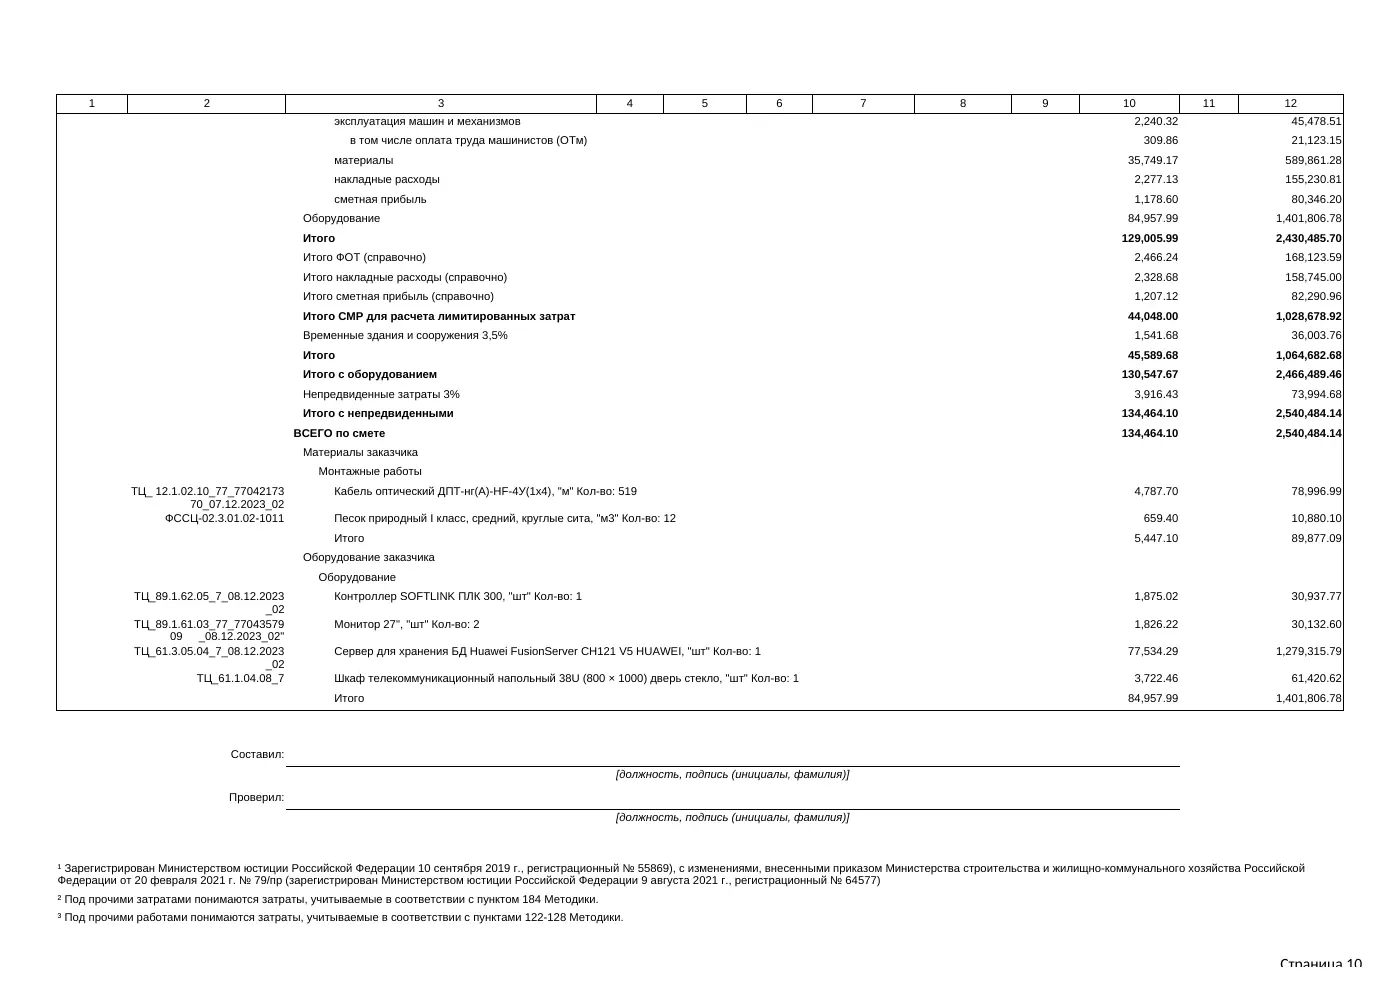 1 2 3 4 5 6 7 8 9 10 11 12
эксплуатация машин и механизмов 2,240.32 45,478.51
в том числе оплата труда машинистов (ОТм) 309.86 21,123.15
материалы 35,749.17 589,861.28
накладные расходы 2,277.13 155,230.81
сметная прибыль 1,178.60 80,346.20
Оборудование 84,957.99 1,401,806.78
Итого 129,005.99 2,430,485.70
Итого ФОТ (справочно) 2,466.24 168,123.59
Итого накладные расходы (справочно) 2,328.68 158,745.00
Итого сметная прибыль (справочно) 1,207.12 82,290.96
Итого СМР для расчета лимитированных затрат 44,048.00 1,028,678.92
Временные здания и сооружения 3,5% 1,541.68 36,003.76
Итого 45,589.68 1,064,682.68
Итого с оборудованием 130,547.67 2,466,489.46
Непредвиденные затраты 3% 3,916.43 73,994.68
Итого с непредвиденными 134,464.10 2,540,484.14
ВСЕГО по смете 134,464.10 2,540,484.14
Материалы заказчика
Монтажные работы
ТЦ_ 12.1.02.10_77_77042173 Кабель оптический ДПТ-нг(А)-HF-4У(1х4), "м" Кол-во: 519 4,787.70 78,996.99
70_07.12.2023_02
ФССЦ-02.3.01.02-1011 Песок природный I класс, средний, круглые сита, "м3" Кол-во: 12 659.40 10,880.10
Итого 5,447.10 89,877.09
Оборудование заказчика
Оборудование
ТЦ_89.1.62.05_7_08.12.2023 Контроллер SOFTLINK ПЛК 300, "шт" Кол-во: 1 1,875.02 30,937.77
_02
ТЦ_89.1.61.03_77_77043579 Монитор 27", "шт" Кол-во: 2 1,826.22 30,132.60
09 _08.12.2023_02"
ТЦ_61.3.05.04_7_08.12.2023 Сервер для хранения БД Huawei FusionServer CH121 V5 HUAWEI, "шт" Кол-во: 1 77,534.29 1,279,315.79
_02
ТЦ_61.1.04.08_7 Шкаф телекоммуникационный напольный 38U (800 × 1000) дверь стекло, "шт" Кол-во: 1 3,722.46 61,420.62
Итого 84,957.99 1,401,806.78
Составил:
[должность, подпись (инициалы, фамилия)]
Проверил:
[должность, подпись (инициалы, фамилия)]
¹ Зарегистрирован Министерством юстиции Российской Федерации 10 сентября 2019 г., регистрационный № 55869), с изменениями, внесенными приказом Министерства строительства и жилищно-коммунального хозяйства Российской
Федерации от 20 февраля 2021 г. № 79/пр (зарегистрирован Министерством юстиции Российской Федерации 9 августа 2021 г., регистрационный № 64577)
² Под прочими затратами понимаются затраты, учитываемые в соответствии с пунктом 184 Методики.
³ Под прочими работами понимаются затраты, учитываемые в соответствии с пунктами 122-128 Методики.
Страница 10